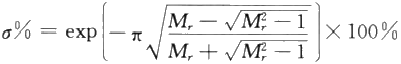 σ% = exp(−π√((M_r − √(M_r² − 1))/(M_r + √(M_r² − 1)))) × 100%